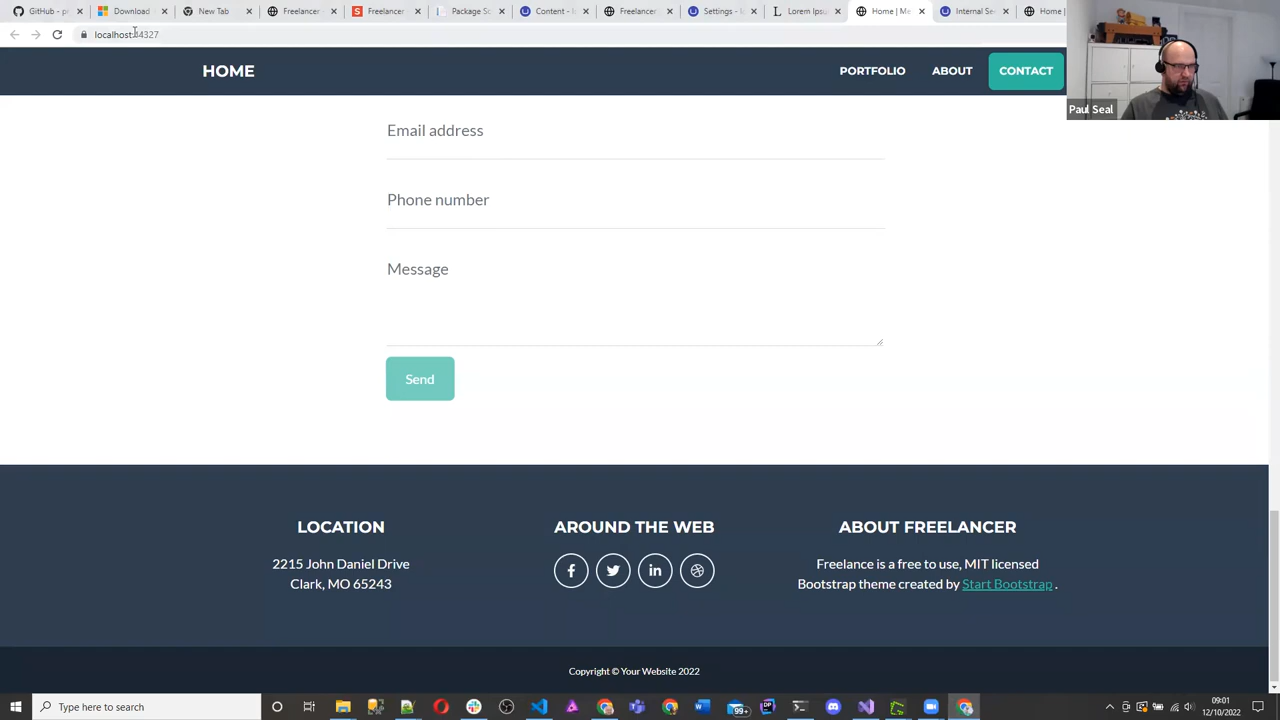 GitHub - p
Download
New Tab
Freelancer
Freelancer
Package Sc
Content -
Freelancer
Settings -
Lorem Ipsu
Home | Me
Internal Se
Home |
localhost:44327
HOME
PORTFOLIO
ABOUT
CONTACT
Paul Seal
Email address
Phone number
Message
Send
LOCATION
2215 John Daniel Drive
Clark, MO 65243
AROUND THE WEB
ABOUT FREELANCER
Freelance is a free to use, MIT licensed
Bootstrap theme created by Start Bootstrap .
Copyright © Your Website 2022
Type here to search
99+
09:01
12/10/2022